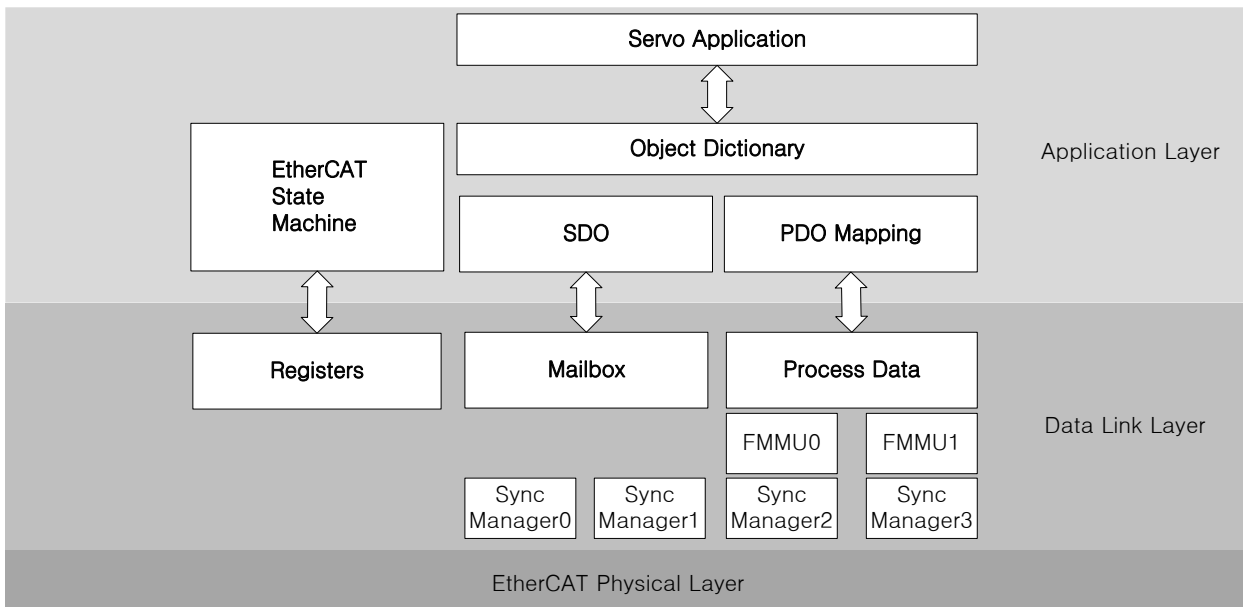 Servo Application
Object Dictionary
Application Layer
EtherCAT
State
Machine
SDO
PDO Mapping
Registers
Mailbox
Process Data
Data Link Layer
FMMU0
FMMU1
Sync
Manager0
Sync
Manager1
Sync
Manager2
Sync
Manager3
EtherCAT Physical Layer